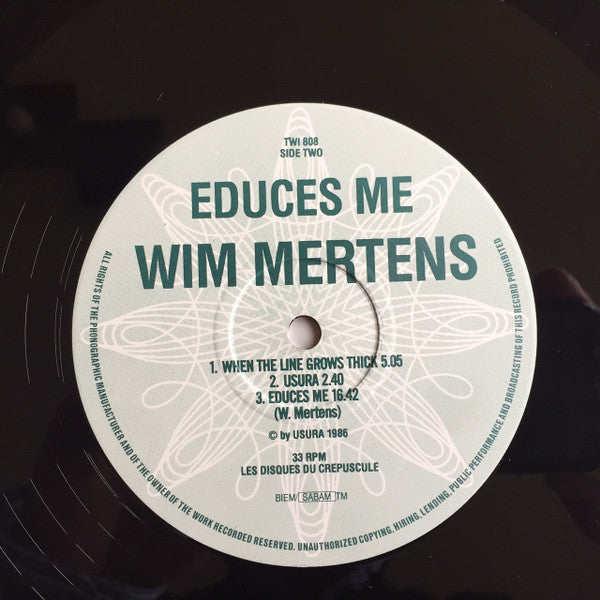 TWI 808
SIDE TWO
EDUCES ME
WIM MERTENS
1. WHEN THE LINE GROWS THICK 5.05
2. USURA 2.40
3. EDUCES ME 16.42
(W. Mertens)
© by USURA 1986
33 RPM
LES DISQUES DU CREPUSCULE
BIEM SABAM TM
ALL RIGHTS OF THE PHONOGRAPHIC MANUFACTURER AND OF THE OWNER OF THE WORK RECORDED RESERVED. UNAUTHORIZED COPYING, HIRING, LENDING, PUBLIC PERFORMANCE AND BROADCASTING OF THIS RECORD PROHIBITED